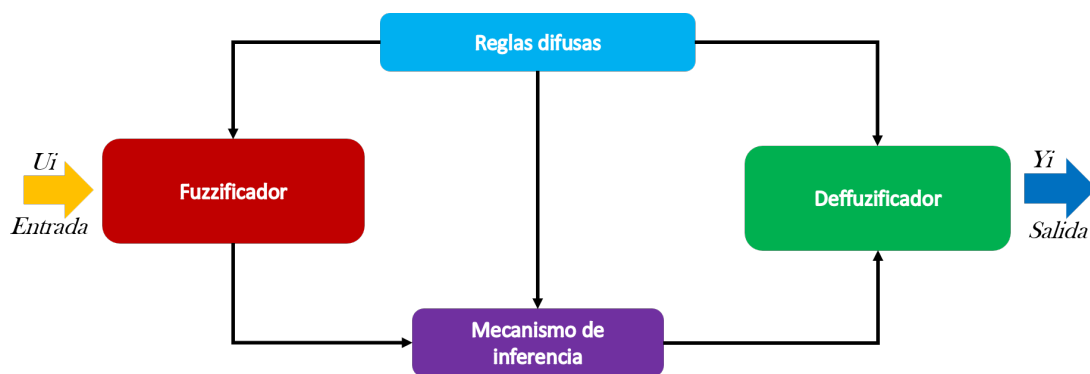 Reglas difusas
Ui
Entrada
Fuzzificador
Deffuzificador
Yi
Salida
Mecanismo de
inferencia